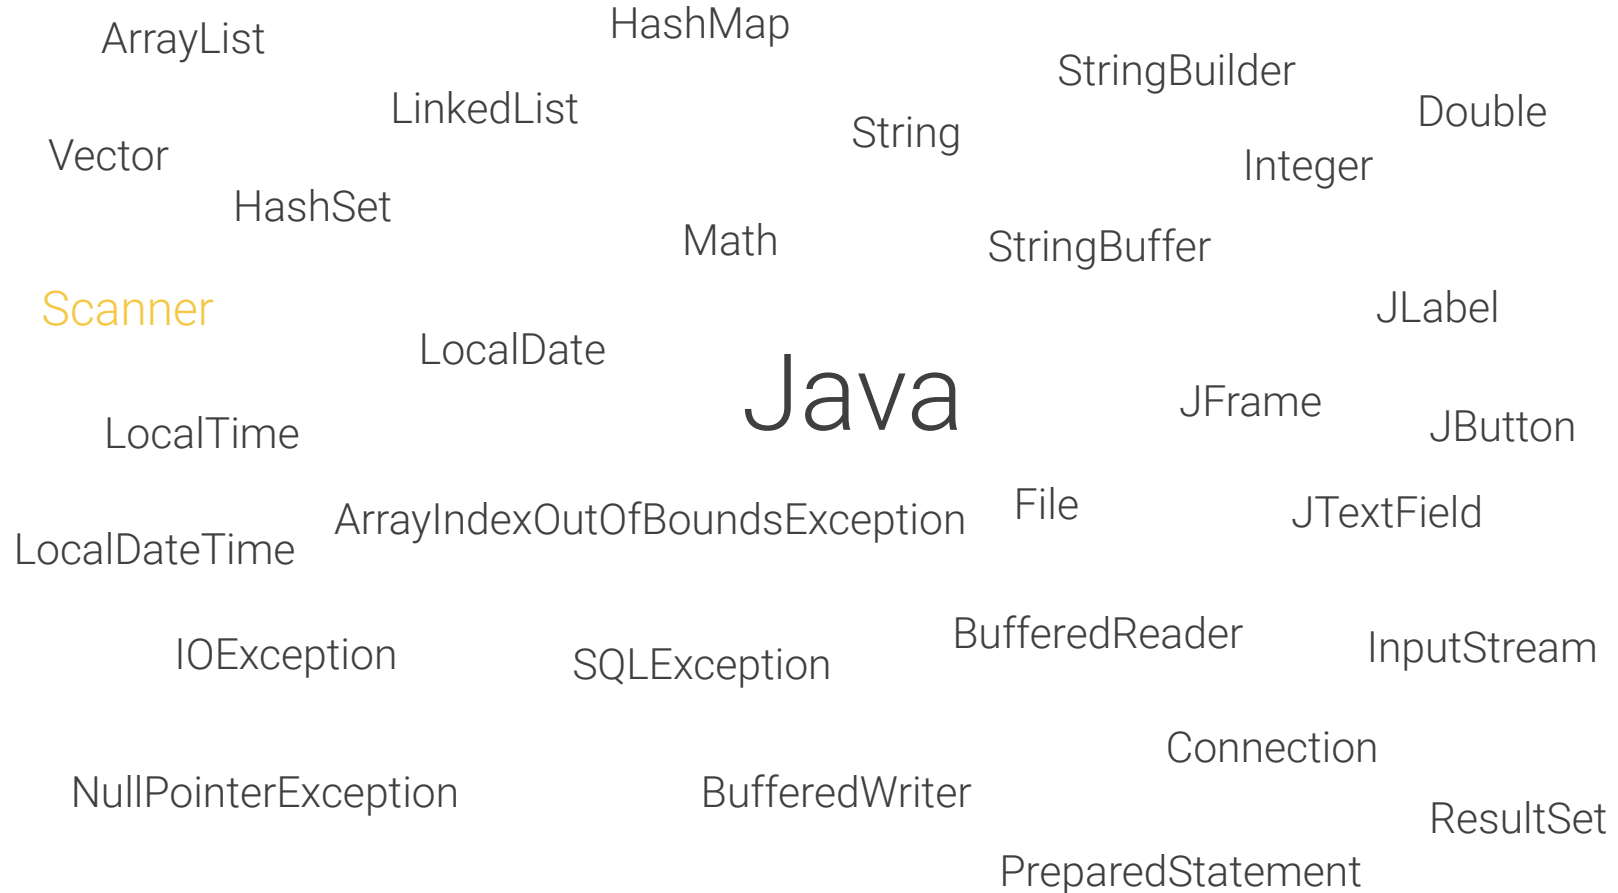 HashMap
ArrayList
StringBuilder
LinkedList
Double
String
Vector
Integer
HashSet
Math
StringBuffer
Scanner
JLabel
LocalDate
Java
JFrame
JButton
LocalTime
File
JTextField
ArrayIndexOutOfBoundsException
LocalDateTime
BufferedReader
InputStream
IOException
SQLException
Connection
NullPointerException
BufferedWriter
ResultSet
PreparedStatement